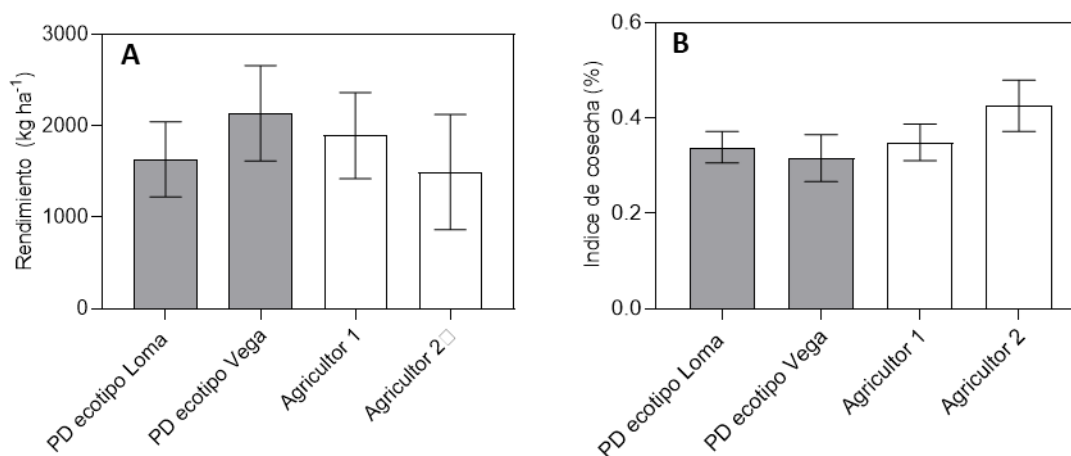 A
Rendimiento (kg ha⁻¹)
3000
2000
1000
0
PD ecotipo Loma
PD ecotipo Vega
Agricultor 1
Agricultor 2□
B
Indice de cosecha (%)
0.6
0.4
0.2
0.0
PD ecotipo Loma
PD ecotipo Vega
Agricultor 1
Agricultor 2